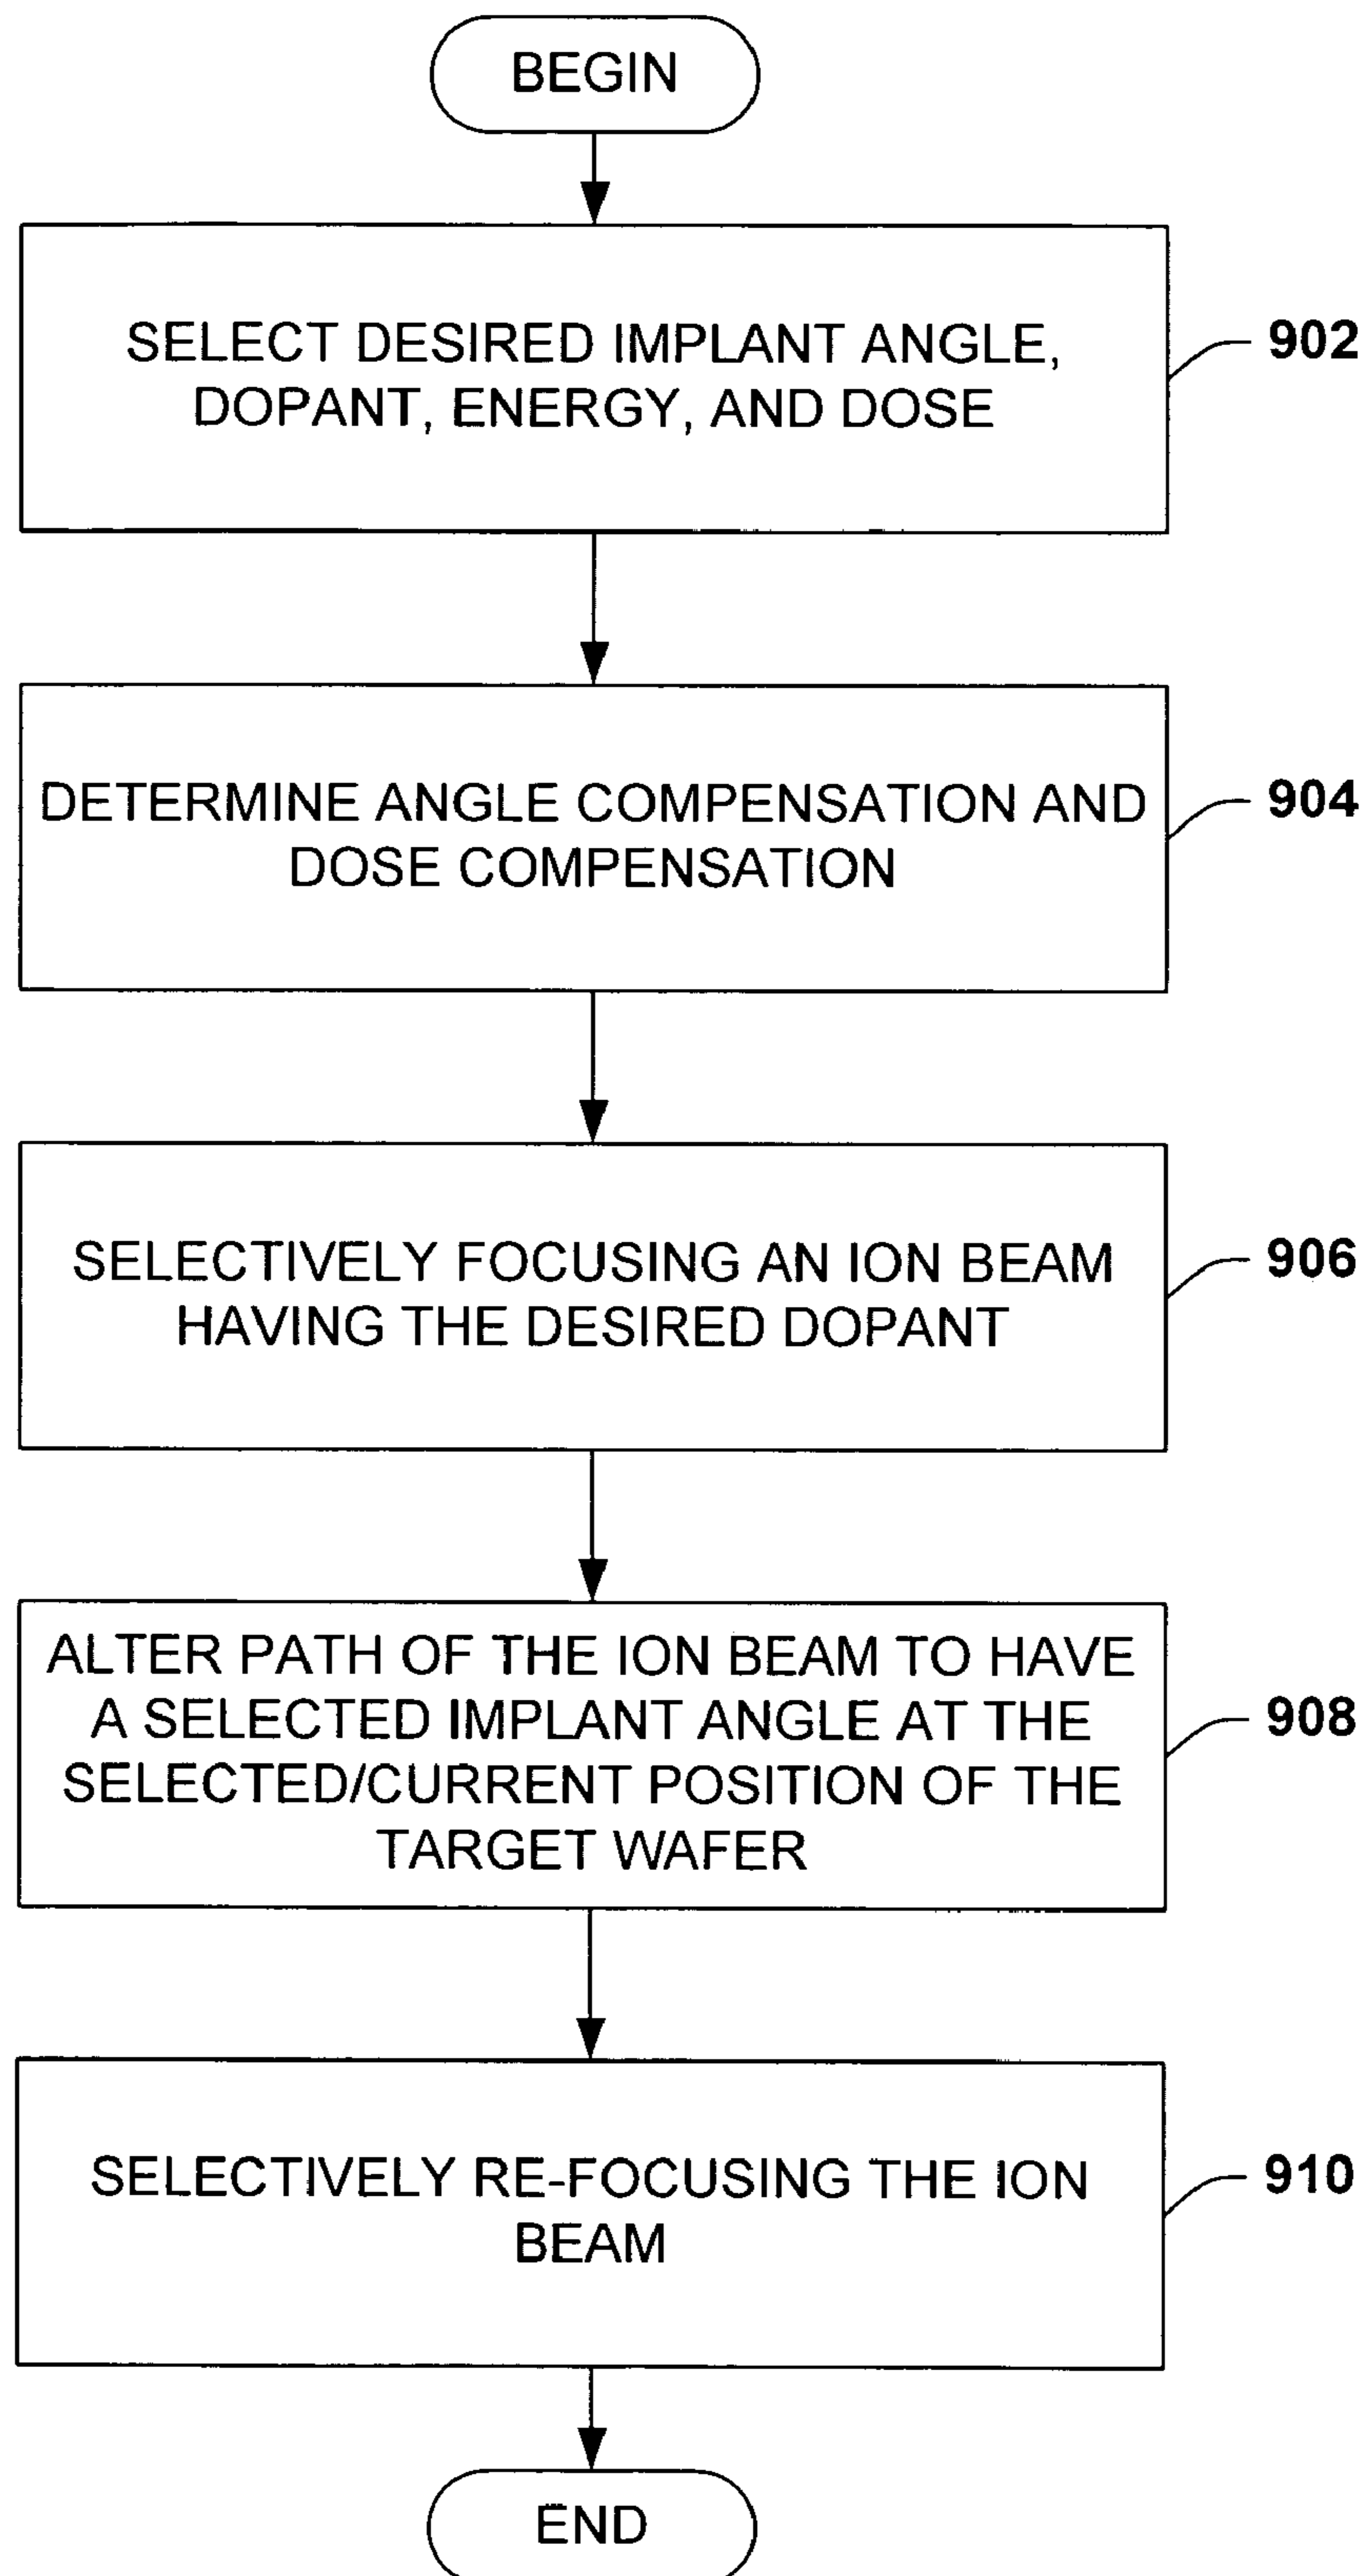 BEGIN
SELECT DESIRED IMPLANT ANGLE,
DOPANT, ENERGY, AND DOSE
902
DETERMINE ANGLE COMPENSATION AND
DOSE COMPENSATION
904
SELECTIVELY FOCUSING AN ION BEAM
HAVING THE DESIRED DOPANT
906
ALTER PATH OF THE ION BEAM TO HAVE
A SELECTED IMPLANT ANGLE AT THE
SELECTED/CURRENT POSITION OF THE
TARGET WAFER
908
SELECTIVELY RE-FOCUSING THE ION
BEAM
910
END